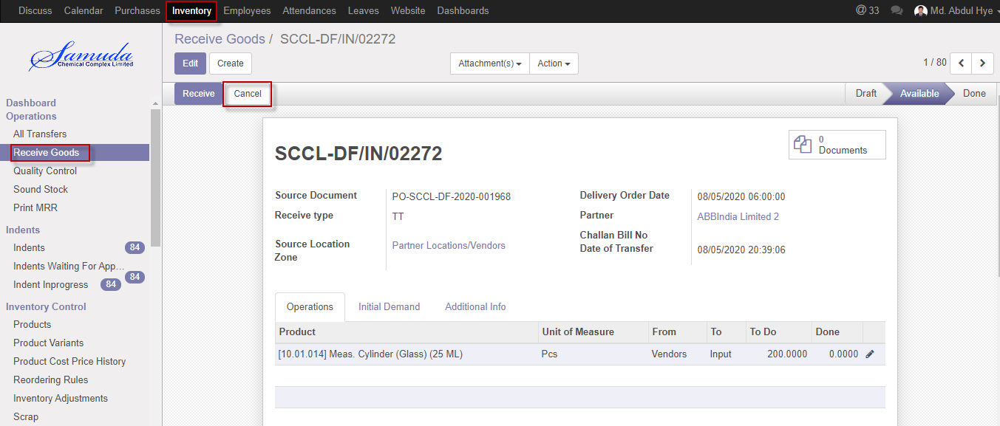 Discuss Calendar Purchases Inventory Employees Attendances Leaves Website Dashboards @ 33 Md. Abdul Hye
Samuda
Chemical Complex Limited
Receive Goods / SCCL-DF/IN/02272
Edit Create Attachment(s) Action 1 / 80
Receive Cancel Draft Available Done
Dashboard
Operations
All Transfers
Receive Goods
Quality Control
Sound Stock
Print MRR
Indents
Indents 84
Indents Waiting For App...
84
Indent Inprogress 84
Inventory Control
Products
Product Variants
Product Cost Price History
Reordering Rules
Inventory Adjustments
Scrap
0
Documents
SCCL-DF/IN/02272
Source Document PO-SCCL-DF-2020-001968
Receive type TT
Source Location Partner Locations/Vendors
Zone
Delivery Order Date 08/05/2020 06:00:00
Partner ABBIndia Limited 2
Challan Bill No
Date of Transfer 08/05/2020 20:39:06
Operations Initial Demand Additional Info
Product Unit of Measure From To To Do Done
[10.01.014] Meas. Cylinder (Glass) (25 ML) Pcs Vendors Input 200.0000 0.0000